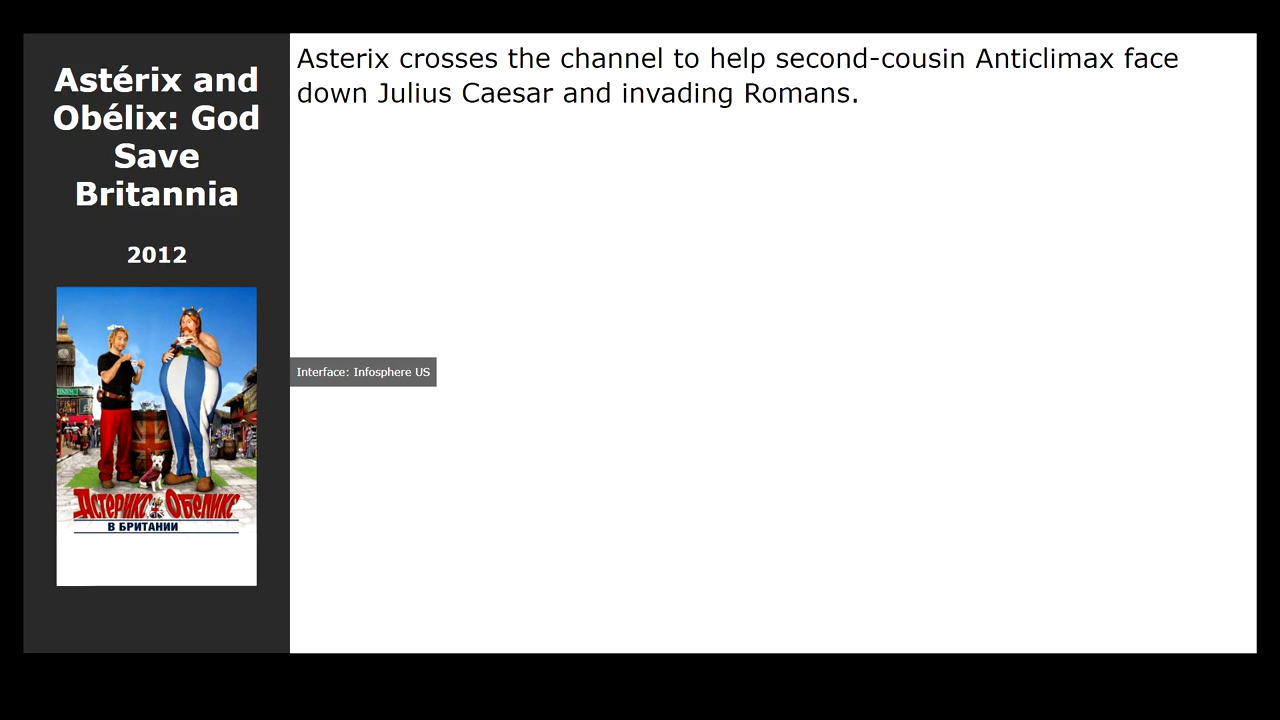 Astérix and
Obélix: God
Save
Britannia
2012
АСТЕРИКС ОБЕЛИКС
В БРИТАНИИ
Asterix crosses the channel to help second-cousin Anticlimax face
down Julius Caesar and invading Romans.
Interface: Infosphere US